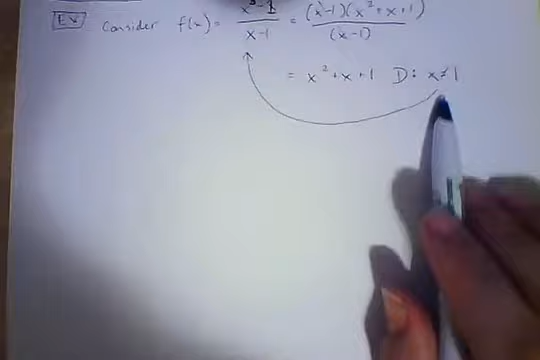 Ex Consider f(x) = x³-1 / x-1 = (x-1)(x²+x+1) / (x-1)
= x²+x+1 D: x≠1